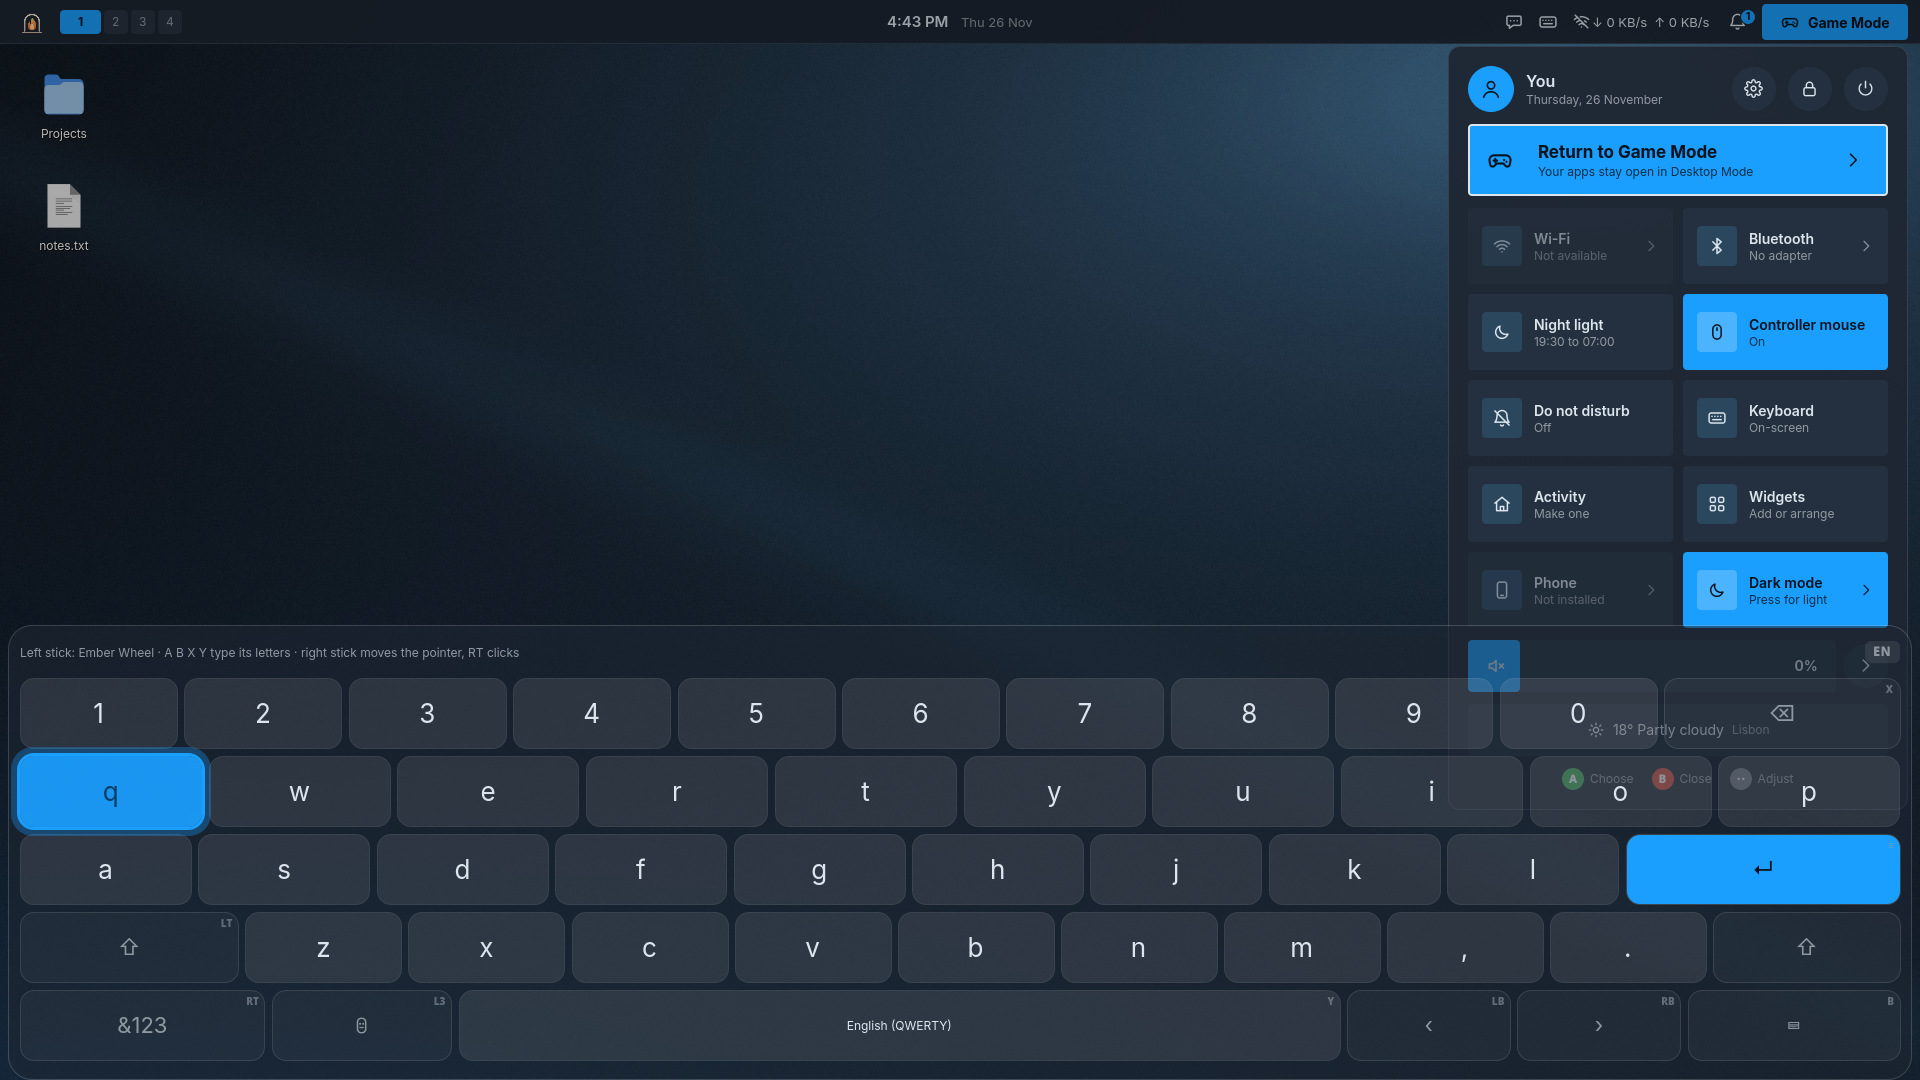 1 2 3 4
4:43 PM Thu 26 Nov
↓ 0 KB/s ↑ 0 KB/s
1
Game Mode
Projects
notes.txt
You
Thursday, 26 November
Return to Game Mode
Your apps stay open in Desktop Mode
Wi-Fi
Not available
Bluetooth
No adapter
Night light
19:30 to 07:00
Controller mouse
On
Do not disturb
Off
Keyboard
On-screen
Activity
Make one
Widgets
Add or arrange
Phone
Not installed
Dark mode
Press for light
0%
18° Partly cloudy Lisbon
A Choose B Close Adjust
Left stick: Ember Wheel · A B X Y type its letters · right stick moves the pointer, RT clicks
EN
1 2 3 4 5 6 7 8 9 0 X
q w e r t y u i o p
a s d f g h j k l
LT z x c v b n m , .
&123 RT L3 English (QWERTY) Y ‹ LB › RB B